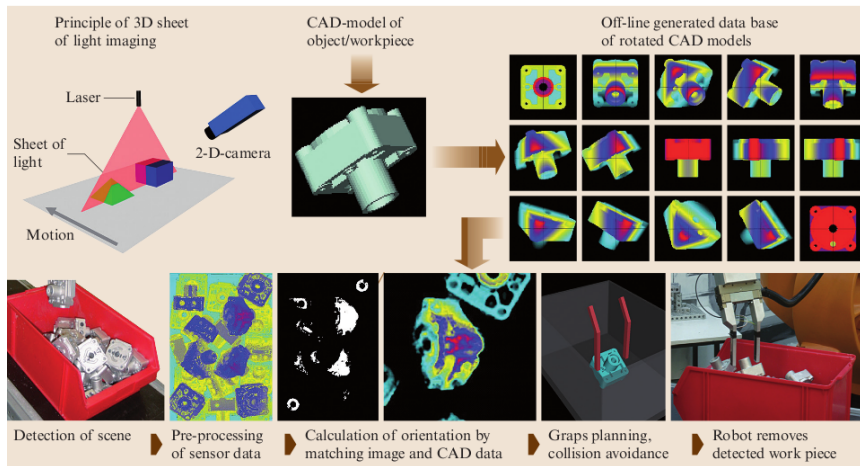 Principle of 3D sheet
of light imaging
CAD-model of
object/workpiece
Off-line generated data base
of rotated CAD models
Laser
Sheet of
light
2-D-camera
Motion
Detection of scene
Pre-processing
of sensor data
Calculation of orientation by
matching image and CAD data
Graps planning,
collision avoidance
Robot removes
detected work piece